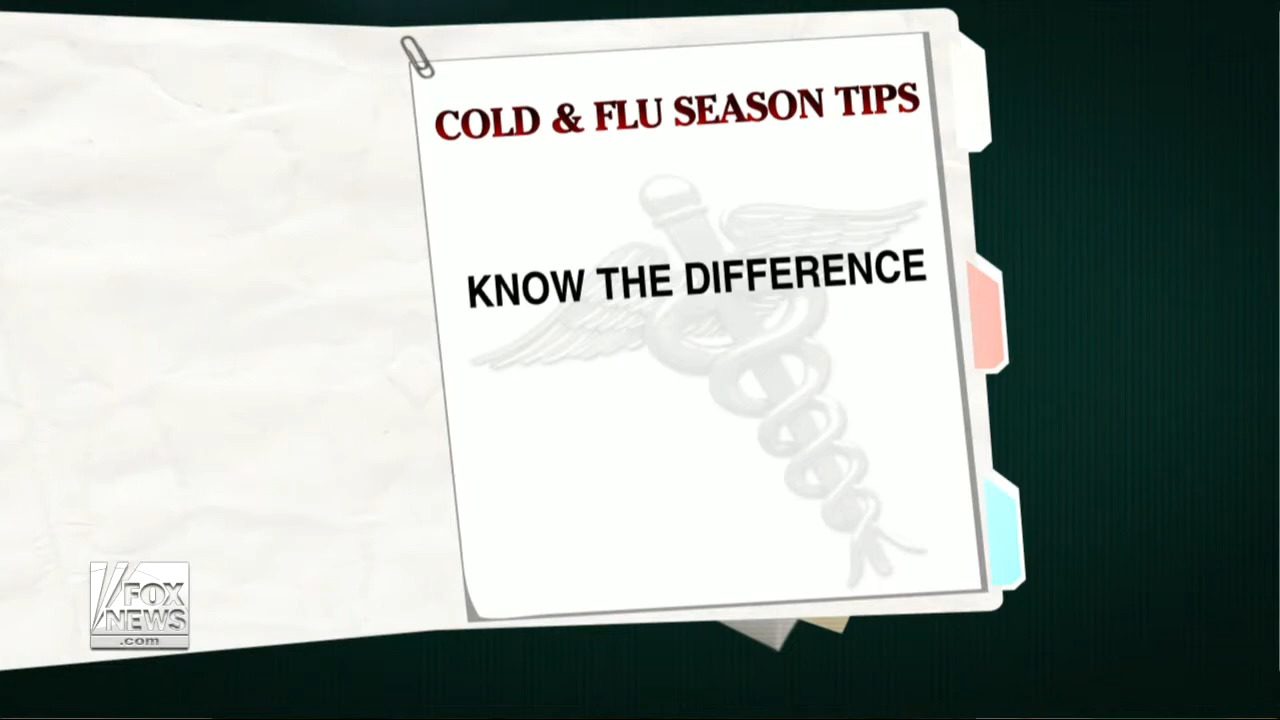 COLD & FLU SEASON TIPS
KNOW THE DIFFERENCE
FOX
NEWS
.com